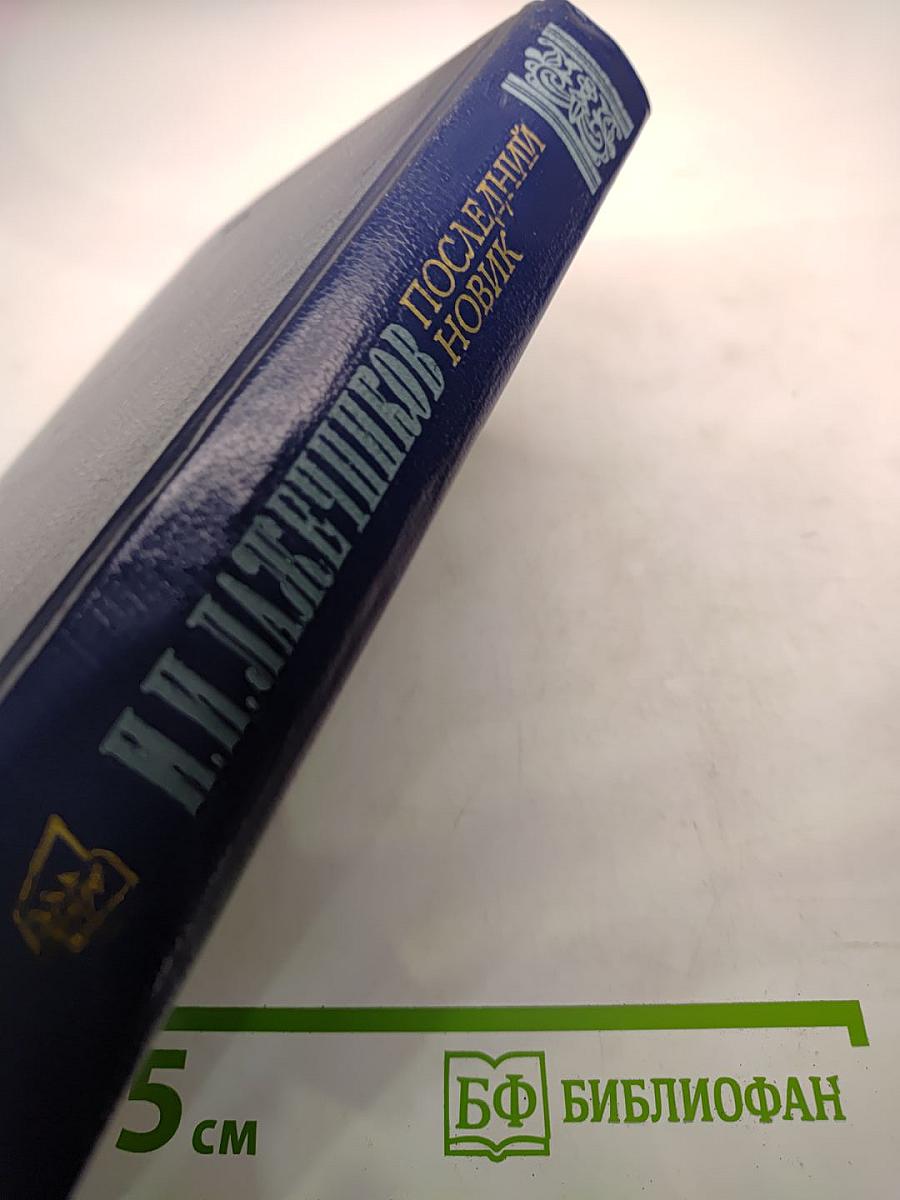 И.И.ЛАЖЕЧНИКОВ
ПОСЛЕДНИЙ
НОВИК
5 см
БФ БИБЛИОФАН